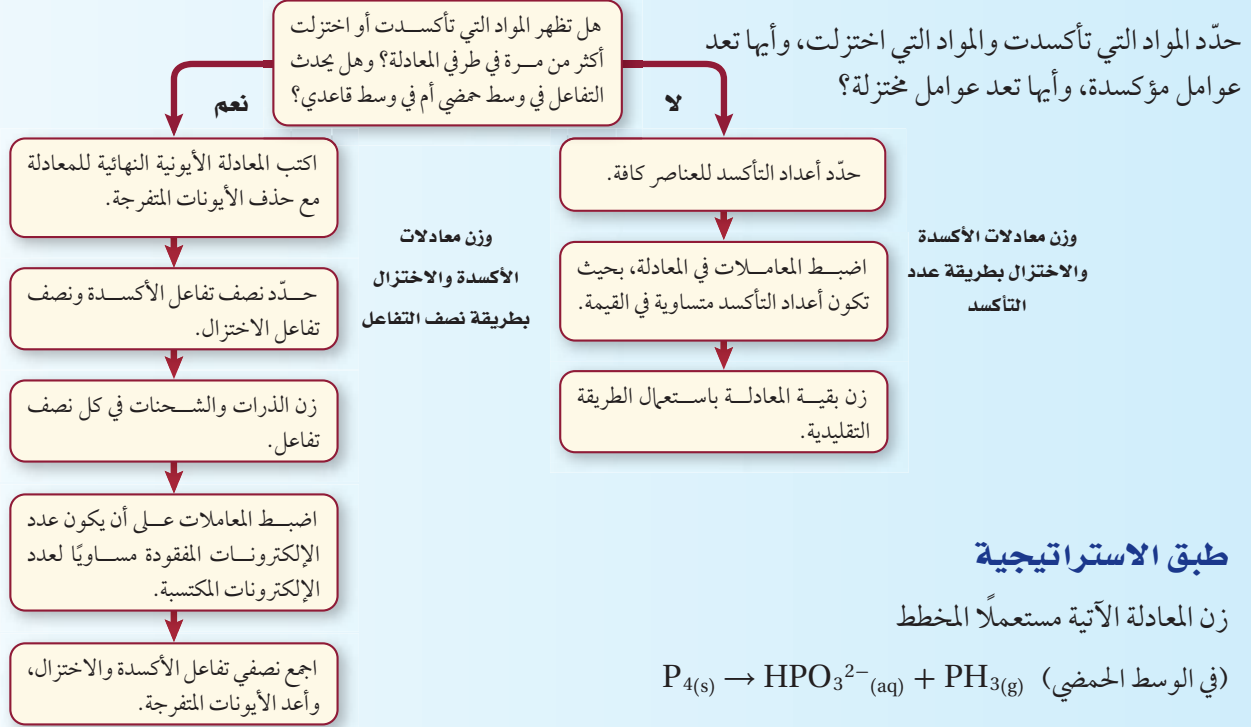 حدّد المواد التي تأكسدت والمواد التي اختزلت، وأيها تعد
عوامل مؤكسدة، وأيها تعد عوامل مختزلة؟
هل تظهر المواد التي تأكسدت أو اختزلت
أكثر من مرة في طرفي المعادلة؟ وهل يحدث
التفاعل في وسط حمضي أم في وسط قاعدي؟
لا
نعم
حدّد أعداد التأكسد للعناصر كافة.
اضبط المعاملات في المعادلة، بحيث
تكون أعداد التأكسد متساوية في القيمة.
زن بقية المعادلة باستعمال الطريقة
التقليدية.
وزن معادلات الأكسدة
والاختزال بطريقة عدد
التأكسد
اكتب المعادلة الأيونية النهائية للمعادلة
مع حذف الأيونات المتفرجة.
حدّد نصف تفاعل الأكسدة ونصف
تفاعل الاختزال.
زن الذرات والشحنات في كل نصف
تفاعل.
اضبط المعاملات على أن يكون عدد
الإلكترونات المفقودة مساويًا لعدد
الإلكترونات المكتسبة.
اجمع نصفي تفاعل الأكسدة والاختزال،
وأعد الأيونات المتفرجة.
وزن معادلات
الأكسدة والاختزال
بطريقة نصف التفاعل
طبق الاستراتيجية
زن المعادلة الآتية مستعملًا المخطط
(في الوسط الحمضي) P₄₍ₛ₎ → HPO₃²⁻₍aq₎ + PH₃₍g₎